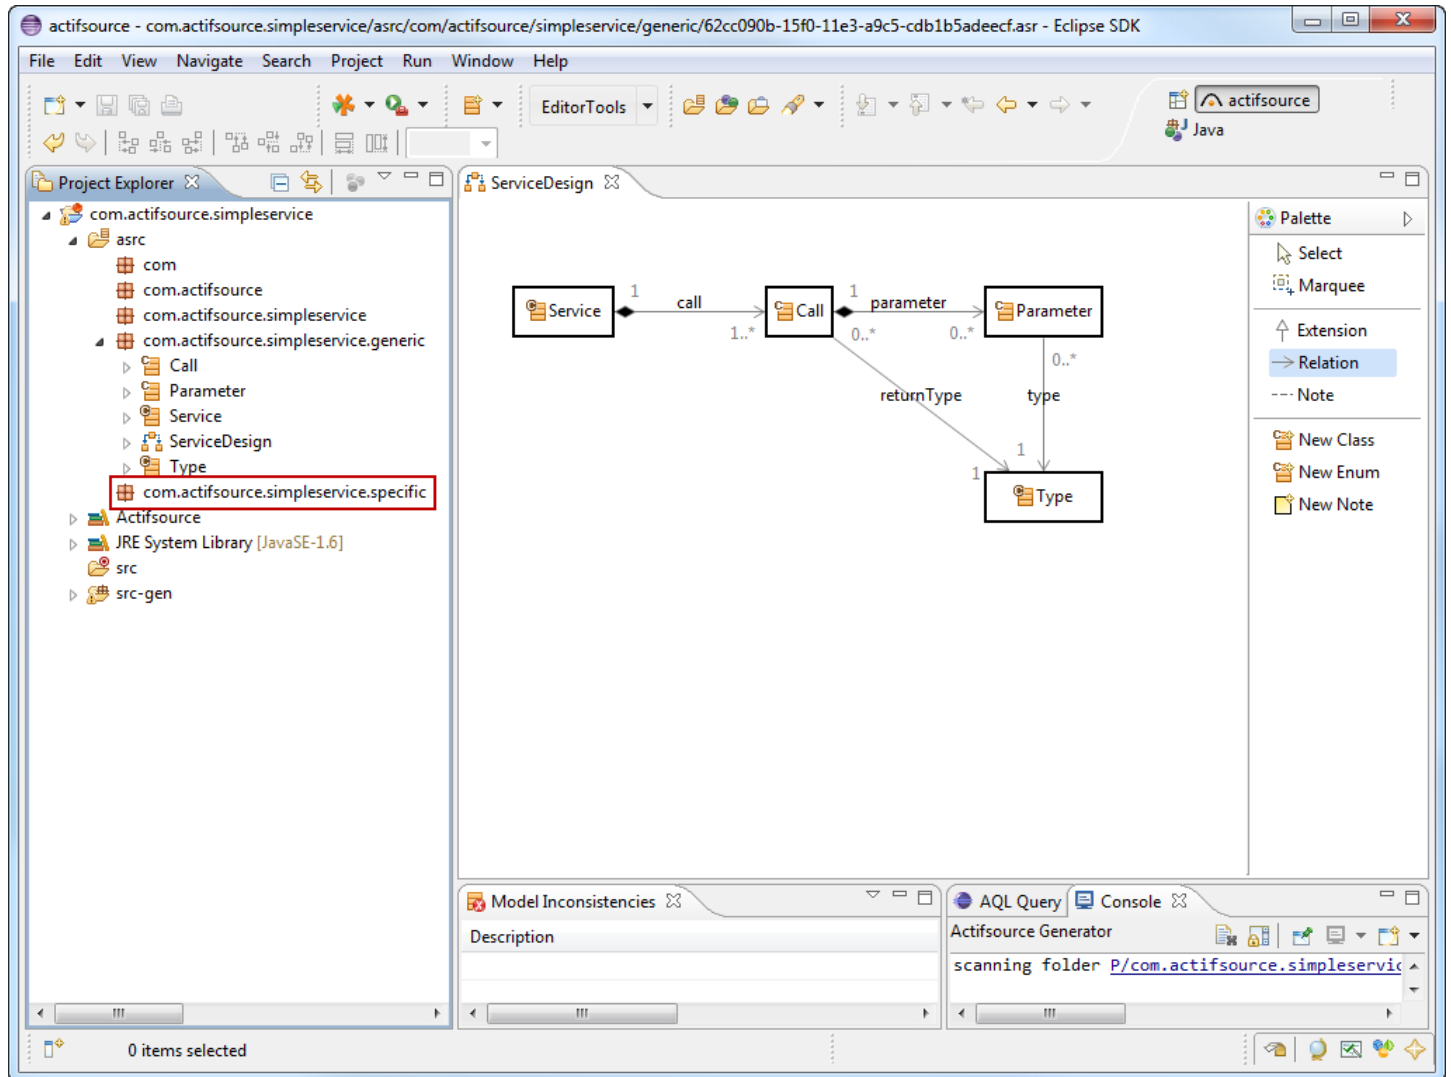 actifsource - com.actifsource.simpleservice/asrc/com/actifsource/simpleservice/generic/62cc090b-15f0-11e3-a9c5-cdb1b5adeecf.asr - Eclipse SDK
File Edit View Navigate Search Project Run Window Help
EditorTools
actifsource
Java
Project Explorer
com.actifsource.simpleservice
asrc
com
com.actifsource
com.actifsource.simpleservice
com.actifsource.simpleservice.generic
Call
Parameter
Service
ServiceDesign
Type
com.actifsource.simpleservice.specific
Actifsource
JRE System Library [JavaSE-1.6]
src
src-gen
ServiceDesign
Service
1
call
1..*
Call
1
parameter
0..*
0..*
Parameter
0..*
returnType
type
1
1
Type
Palette
Select
Marquee
Extension
Relation
Note
New Class
New Enum
New Note
Model Inconsistencies
Description
AQL Query
Console
Actifsource Generator
scanning folder P/com.actifsource.simpleservic
0 items selected